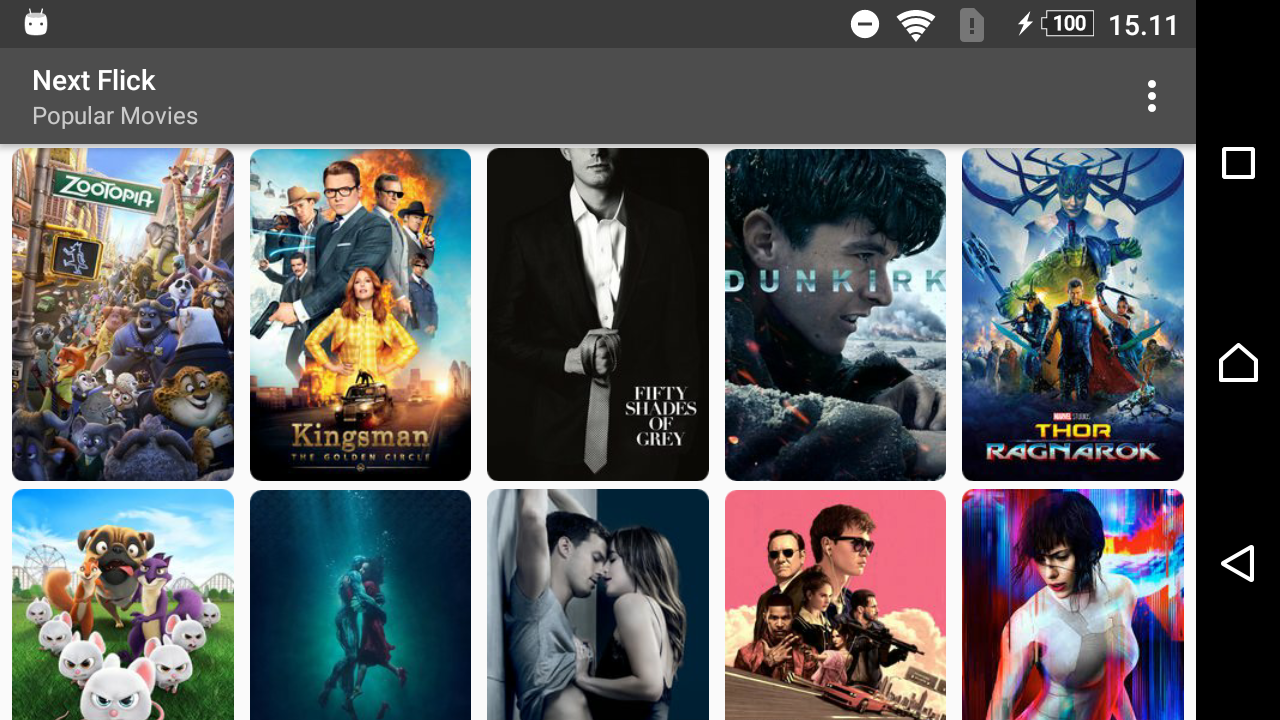 100 15.11
Next Flick
Popular Movies
ZOOTOPIA
Kingsman
THE GOLDEN CIRCLE
FIFTY
SHADES
OF
GREY
DUNKIRK
MARVEL STUDIOS
THOR
RAGNAROK